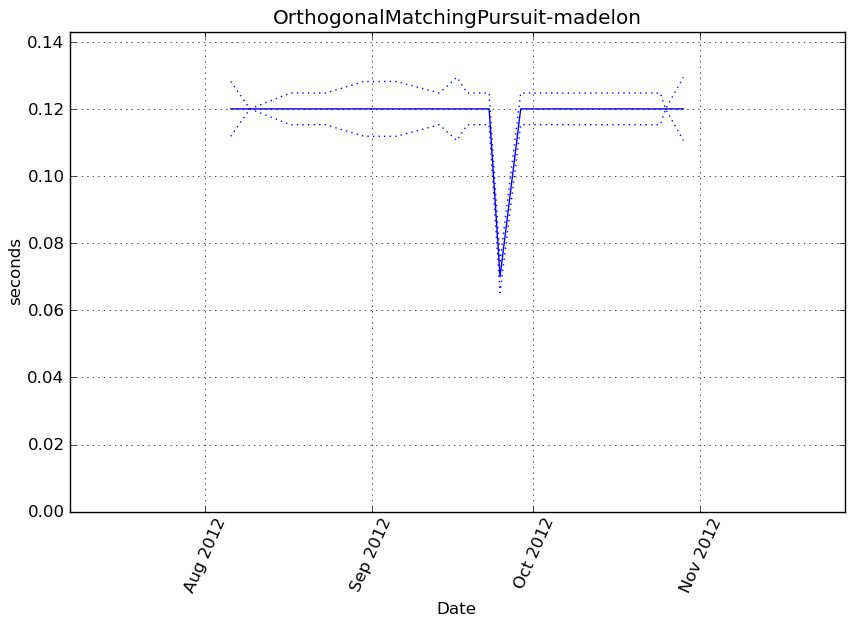 OrthogonalMatchingPursuit-madelon
0.14
0.12
0.10
0.08
0.06
0.04
0.02
0.00
seconds
Aug 2012
Sep 2012
Oct 2012
Nov 2012
Date